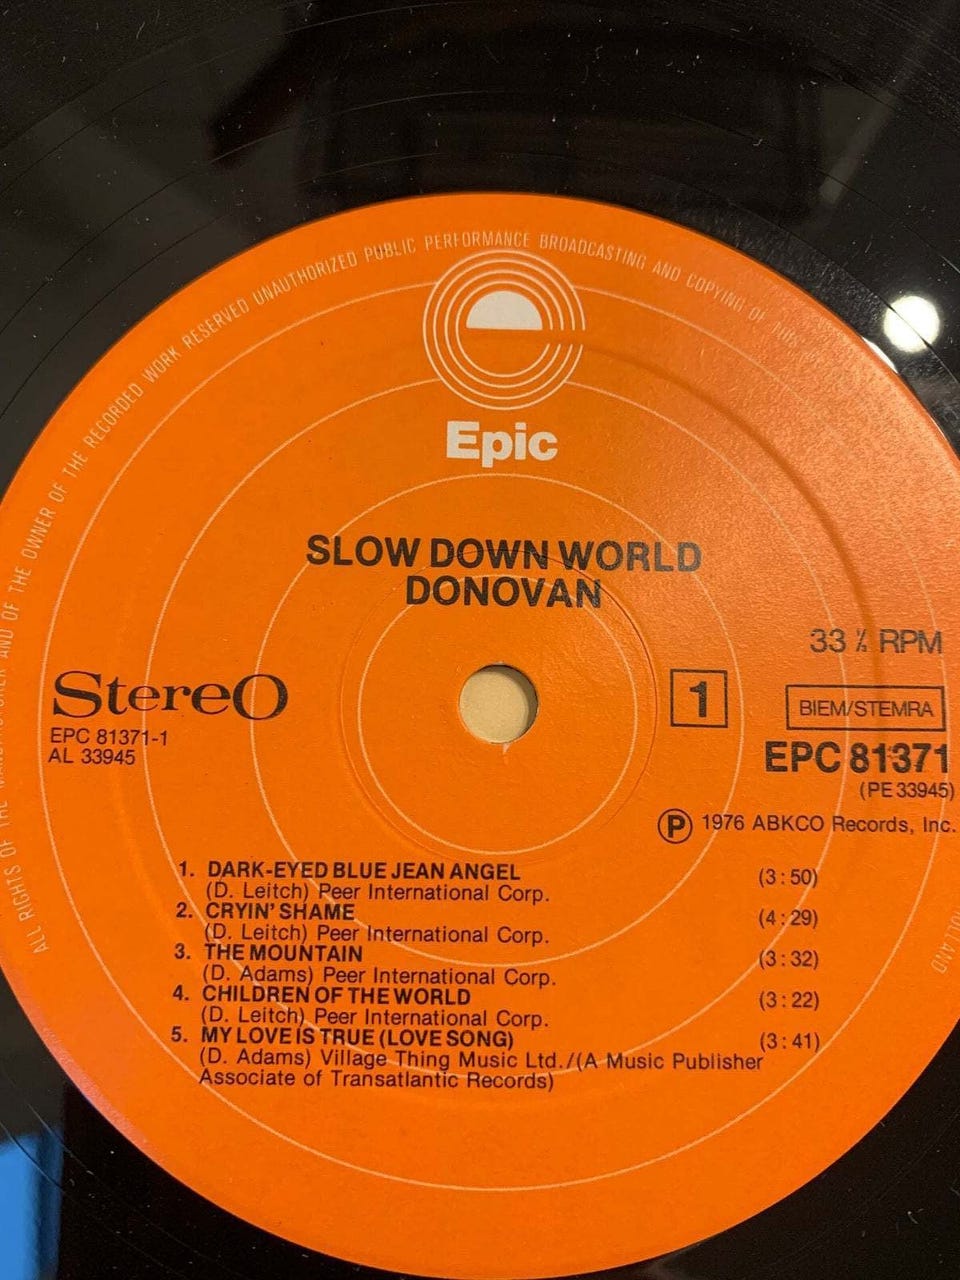 ALL RIGHTS OF THE MANUFACTURER AND OF THE OWNER OF THE RECORDED WORK RESERVED UNAUTHORIZED PUBLIC PERFORMANCE BROADCASTING AND COPYING OF THIS
HOLLAND
Epic
SLOW DOWN WORLD
DONOVAN
33⅓ RPM
Stereo
1
BIEM/STEMRA
EPC 81371-1
AL 33945
EPC 81371
(PE 33945)
Ⓟ 1976 ABKCO Records, Inc.
1. DARK-EYED BLUE JEAN ANGEL (3:50)
(D. Leitch) Peer International Corp.
2. CRYIN' SHAME (4:29)
(D. Leitch) Peer International Corp.
3. THE MOUNTAIN (3:32)
(D. Adams) Peer International Corp.
4. CHILDREN OF THE WORLD (3:22)
(D. Leitch) Peer International Corp.
5. MY LOVE IS TRUE (LOVE SONG) (3:41)
(D. Adams) Village Thing Music Ltd./(A Music Publisher
Associate of Transatlantic Records)